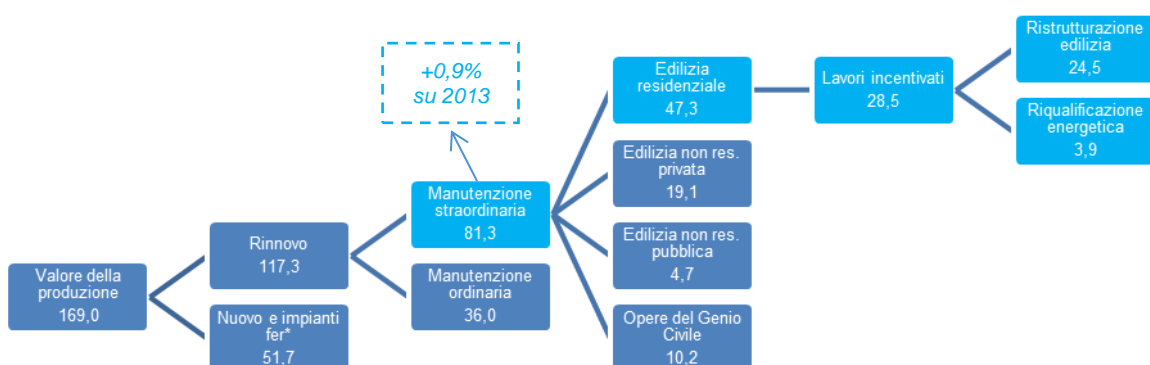 Valore della
produzione
169,0
Rinnovo
117,3
Nuovo e impianti
fer*
51,7
+0,9%
su 2013
Manutenzione
straordinaria
81,3
Manutenzione
ordinaria
36,0
Edilizia
residenziale
47,3
Edilizia non res.
privata
19,1
Edilizia non res.
pubblica
4,7
Opere del Genio
Civile
10,2
Lavori incentivati
28,5
Ristrutturazione
edilizia
24,5
Riqualificazione
energetica
3,9